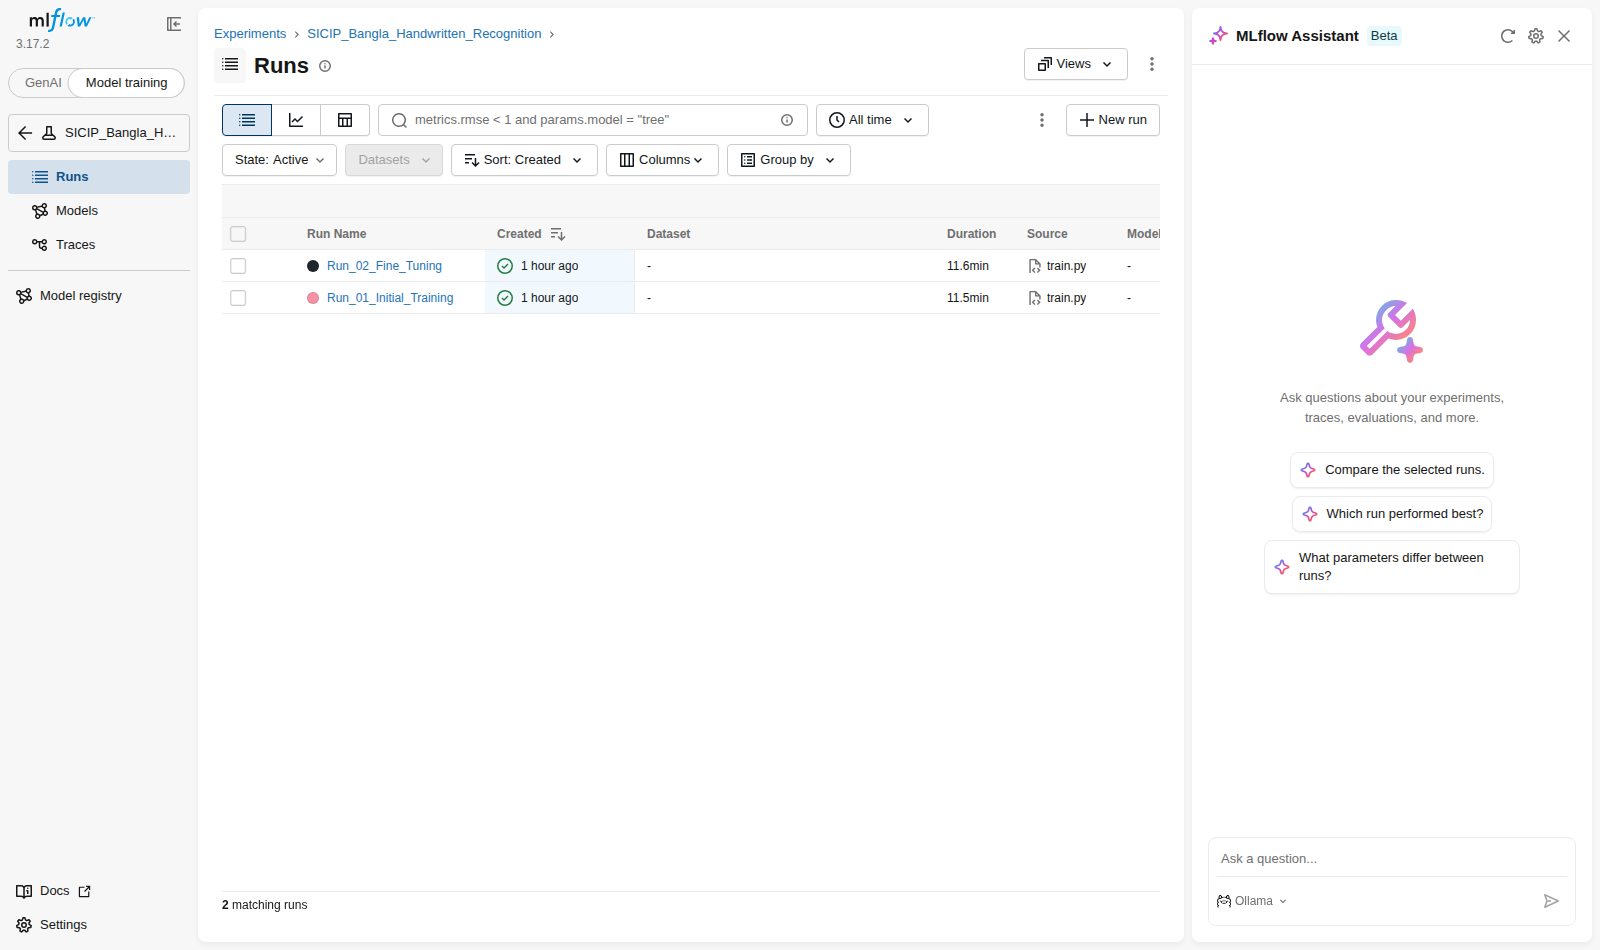 mlflow
3.17.2
GenAI
Model training
SICIP_Bangla_H...
Runs
Models
Traces
Model registry
Docs
Settings
Experiments
SICIP_Bangla_Handwritten_Recognition
Runs
Views
metrics.rmse < 1 and params.model = "tree"
All time
New run
State: Active
Datasets
Sort: Created
Columns
Group by
Run Name
Created
Dataset
Duration
Source
Model
Run_02_Fine_Tuning
1 hour ago
-
11.6min
train.py
-
Run_01_Initial_Training
1 hour ago
-
11.5min
train.py
-
2 matching runs
MLflow Assistant
Beta
Ask questions about your experiments,
traces, evaluations, and more.
Compare the selected runs.
Which run performed best?
What parameters differ between
runs?
Ask a question...
Ollama